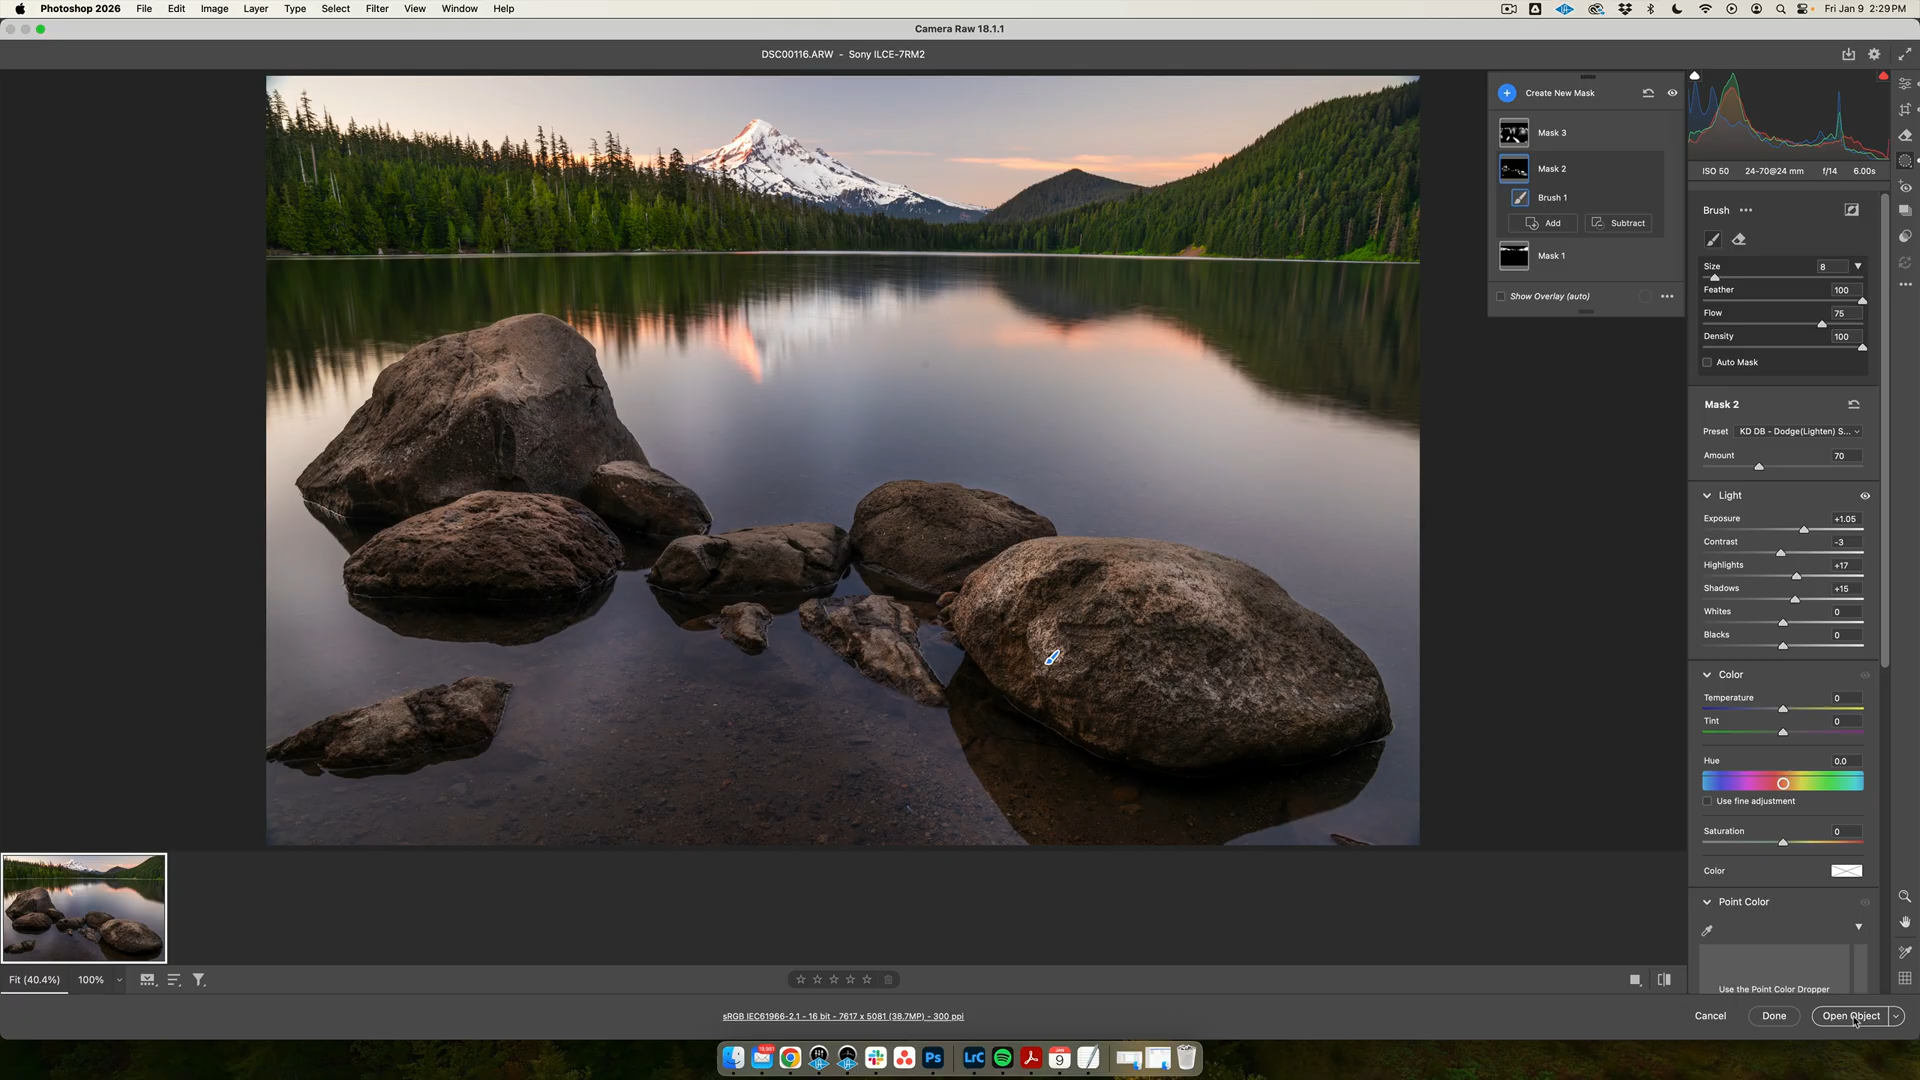 Photoshop 2026 File Edit Image Layer Type Select Filter View Window Help
Fri Jan 9 2:29 PM
Camera Raw 18.1.1
DSC00116.ARW - Sony ILCE-7RM2
Create New Mask
Mask 3
Mask 2
Brush 1
Add Subtract
Mask 1
Show Overlay (auto)
ISO 50 24-70@24 mm f/14 6.00s
Brush
Size 8
Feather 100
Flow 75
Density 100
Auto Mask
Mask 2
Preset KD DB - Dodge(Lighten) S...
Amount 70
Light
Exposure +1.05
Contrast -3
Highlights +17
Shadows +15
Whites 0
Blacks 0
Color
Temperature 0
Tint 0
Hue 0.0
Use fine adjustment
Saturation 0
Color
Point Color
Use the Point Color Dropper
Fit (40.4%) 100%
sRGB IEC61966-2.1 - 16 bit - 7617 x 5081 (38.7MP) - 300 ppi
Cancel Done Open Object
Ps LrC 9